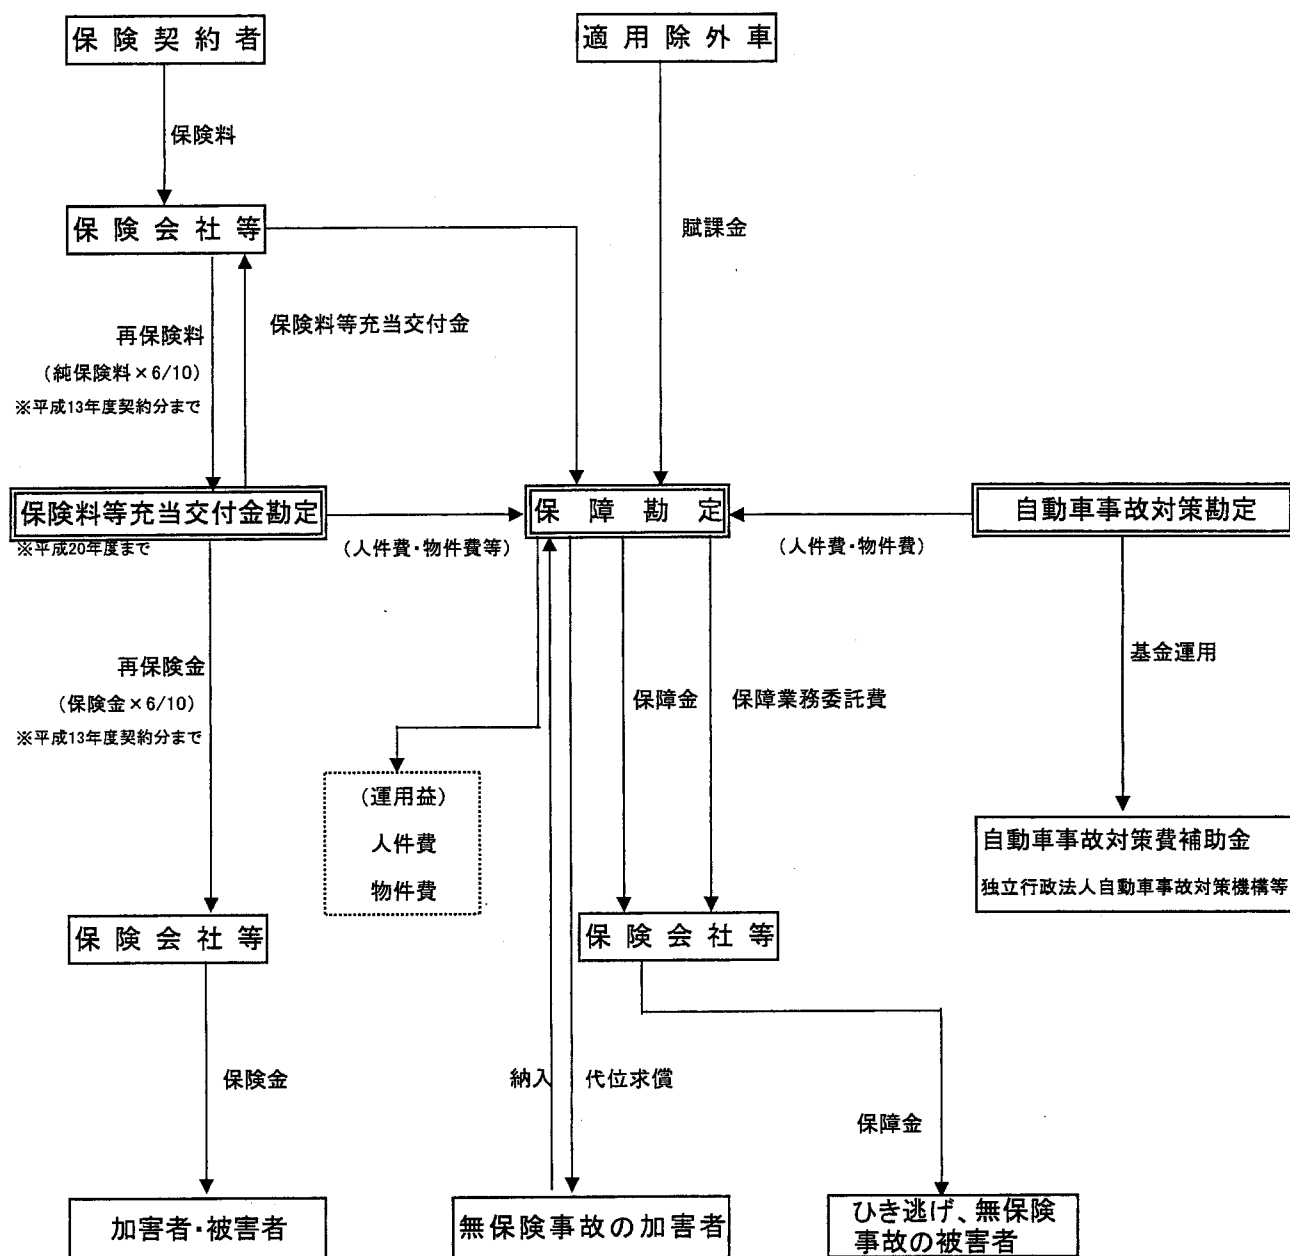 保険契約者
適用除外車
保険料
保険会社等
賦課金
再保険料
(純保険料×6/10)
※平成13年度契約分まで
保険料等充当交付金
保険料等充当交付金勘定
※平成20年度まで
(人件費・物件費等)
保障勘定
(人件費・物件費)
自動車事故対策勘定
再保険金
(保険金×6/10)
※平成13年度契約分まで
保障金
保障業務委託費
基金運用
(運用益)
人件費
物件費
自動車事故対策費補助金
独立行政法人自動車事故対策機構等
保険会社等
保険会社等
保険金
納入
代位求償
保障金
加害者・被害者
無保険事故の加害者
ひき逃げ、無保険
事故の被害者